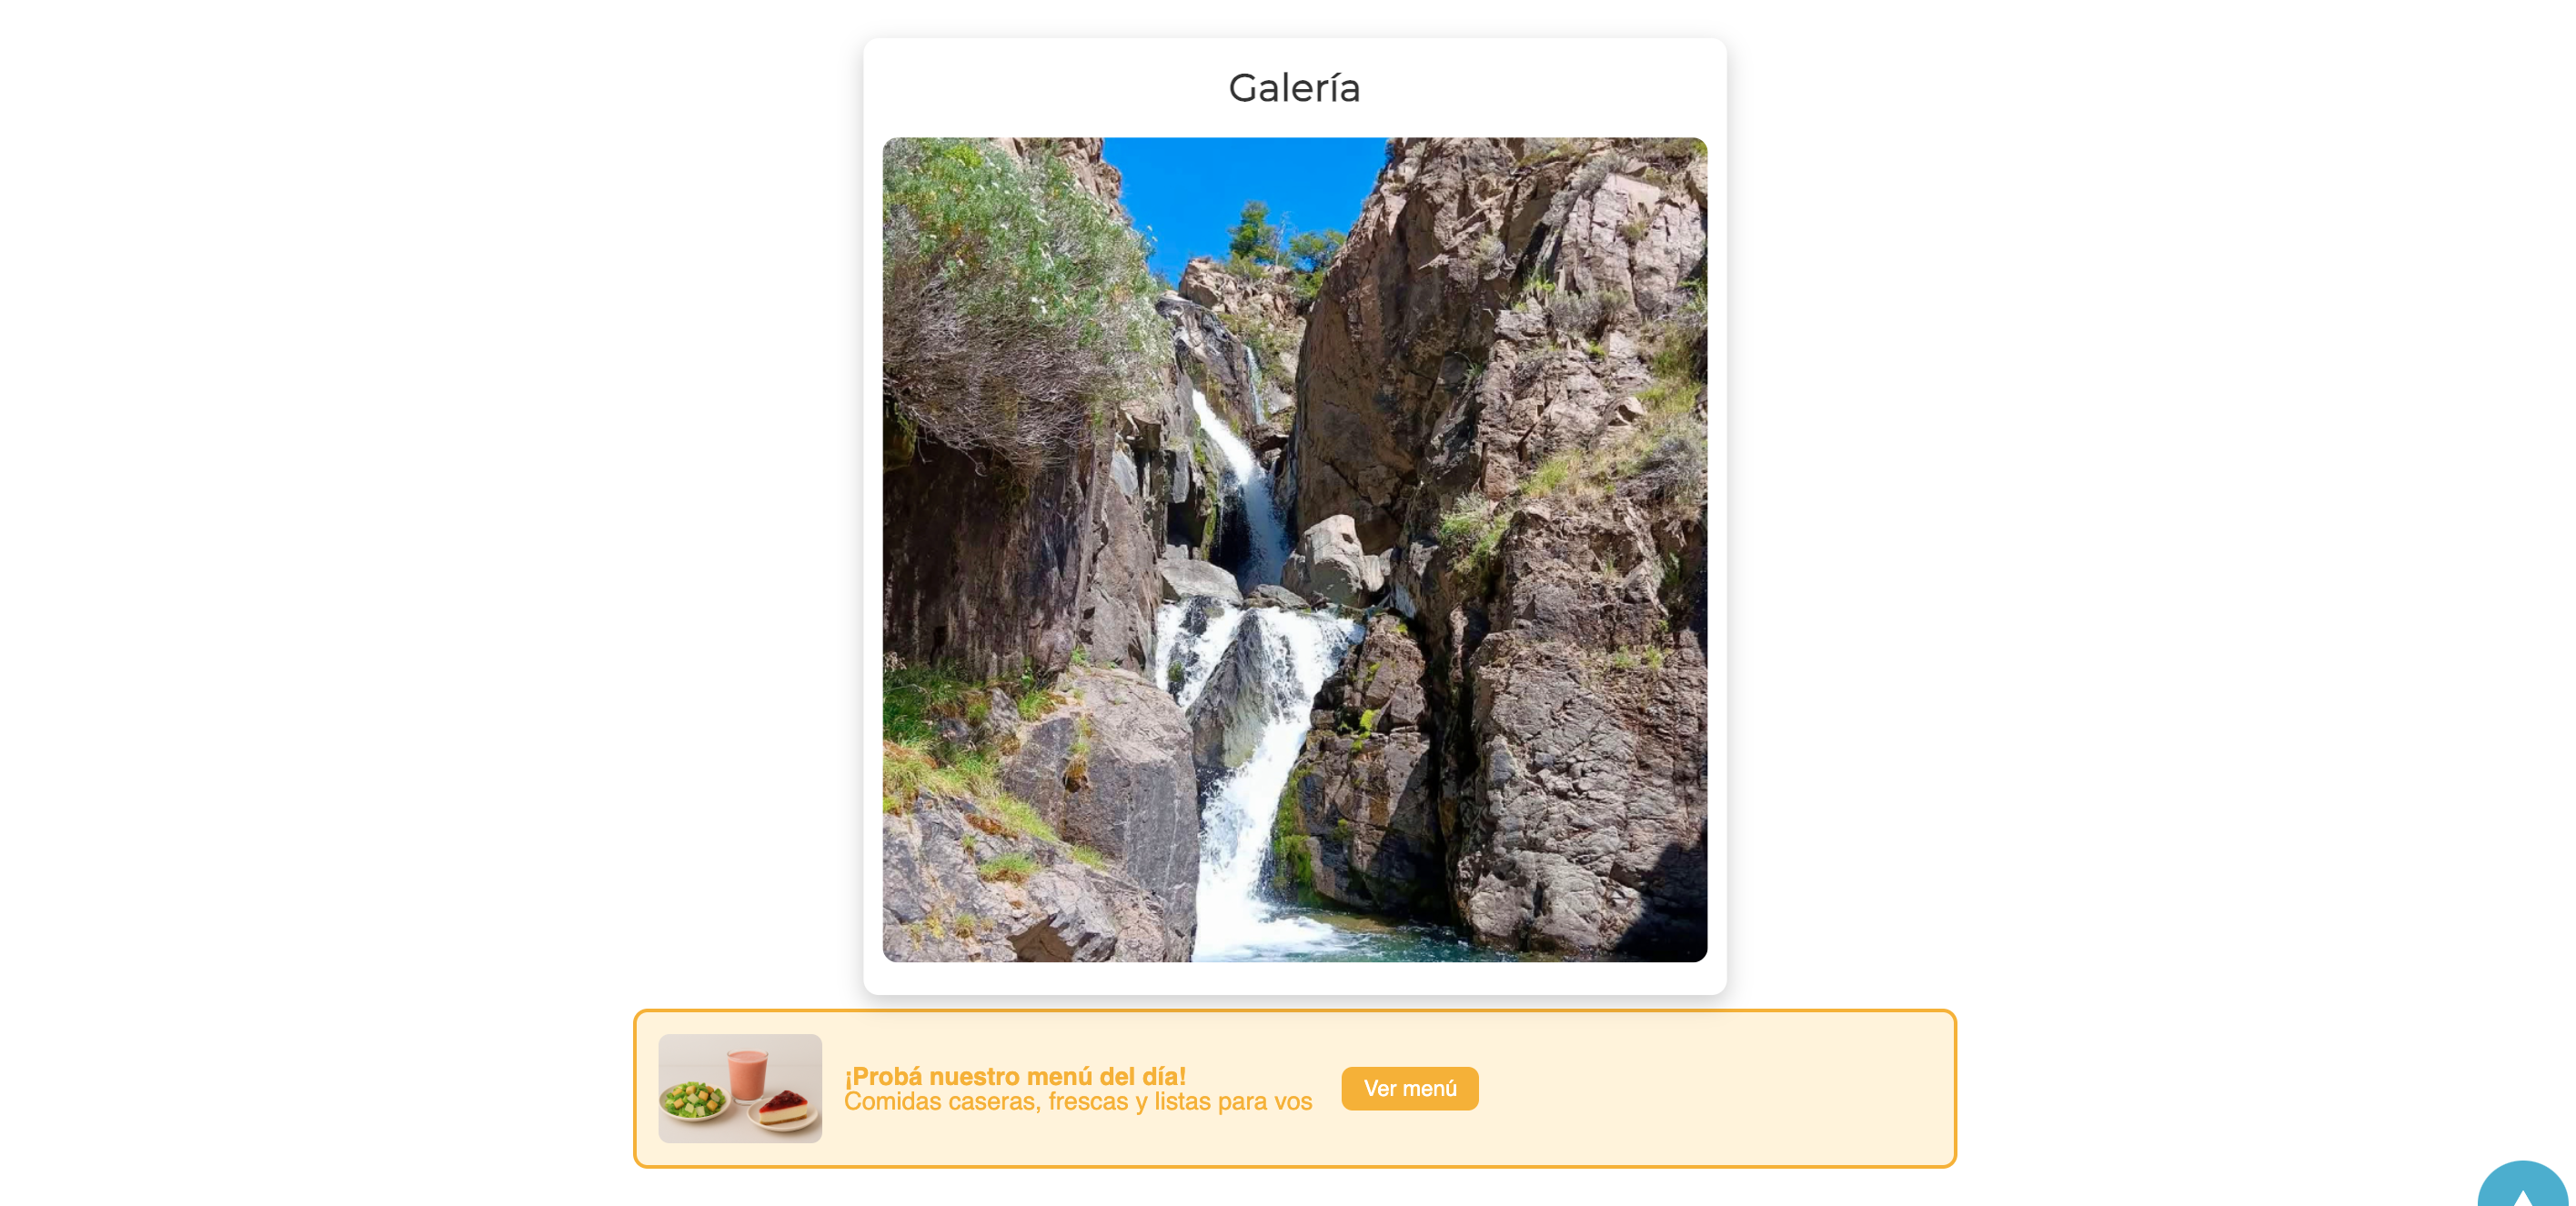 Galería
¡Probá nuestro menú del día!
Comidas caseras, frescas y listas para vos
Ver menú